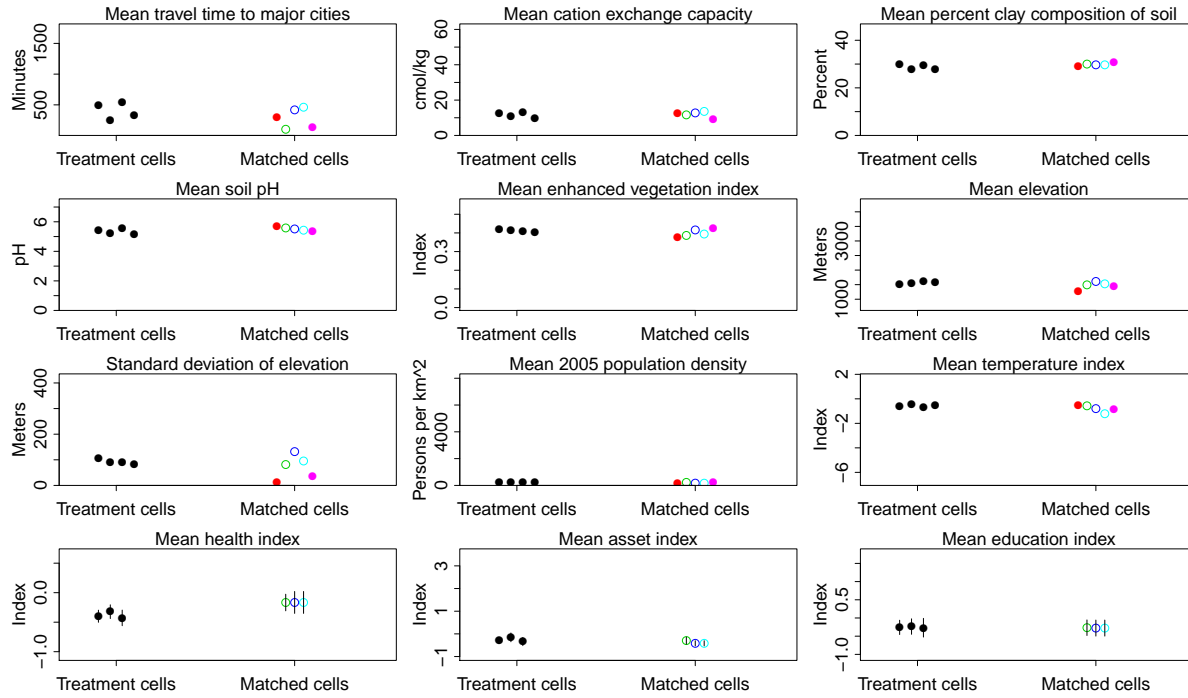 Mean travel time to major cities
Minutes
500
1500
Treatment cells
Matched cells
Mean cation exchange capacity
cmol/kg
0
20
40
60
Treatment cells
Matched cells
Mean percent clay composition of soil
Percent
0
20
40
Treatment cells
Matched cells
Mean soil pH
pH
0
2
4
6
Treatment cells
Matched cells
Mean enhanced vegetation index
Index
0.0
0.3
Treatment cells
Matched cells
Mean elevation
Meters
1000
3000
Treatment cells
Matched cells
Standard deviation of elevation
Meters
0
200
400
Treatment cells
Matched cells
Mean 2005 population density
Persons per km^2
0
4000
Treatment cells
Matched cells
Mean temperature index
Index
−6
−2
2
Treatment cells
Matched cells
Mean health index
Index
−1.0
0.0
Treatment cells
Matched cells
Mean asset index
Index
−1
1
3
Treatment cells
Matched cells
Mean education index
Index
−1.0
0.5
Treatment cells
Matched cells